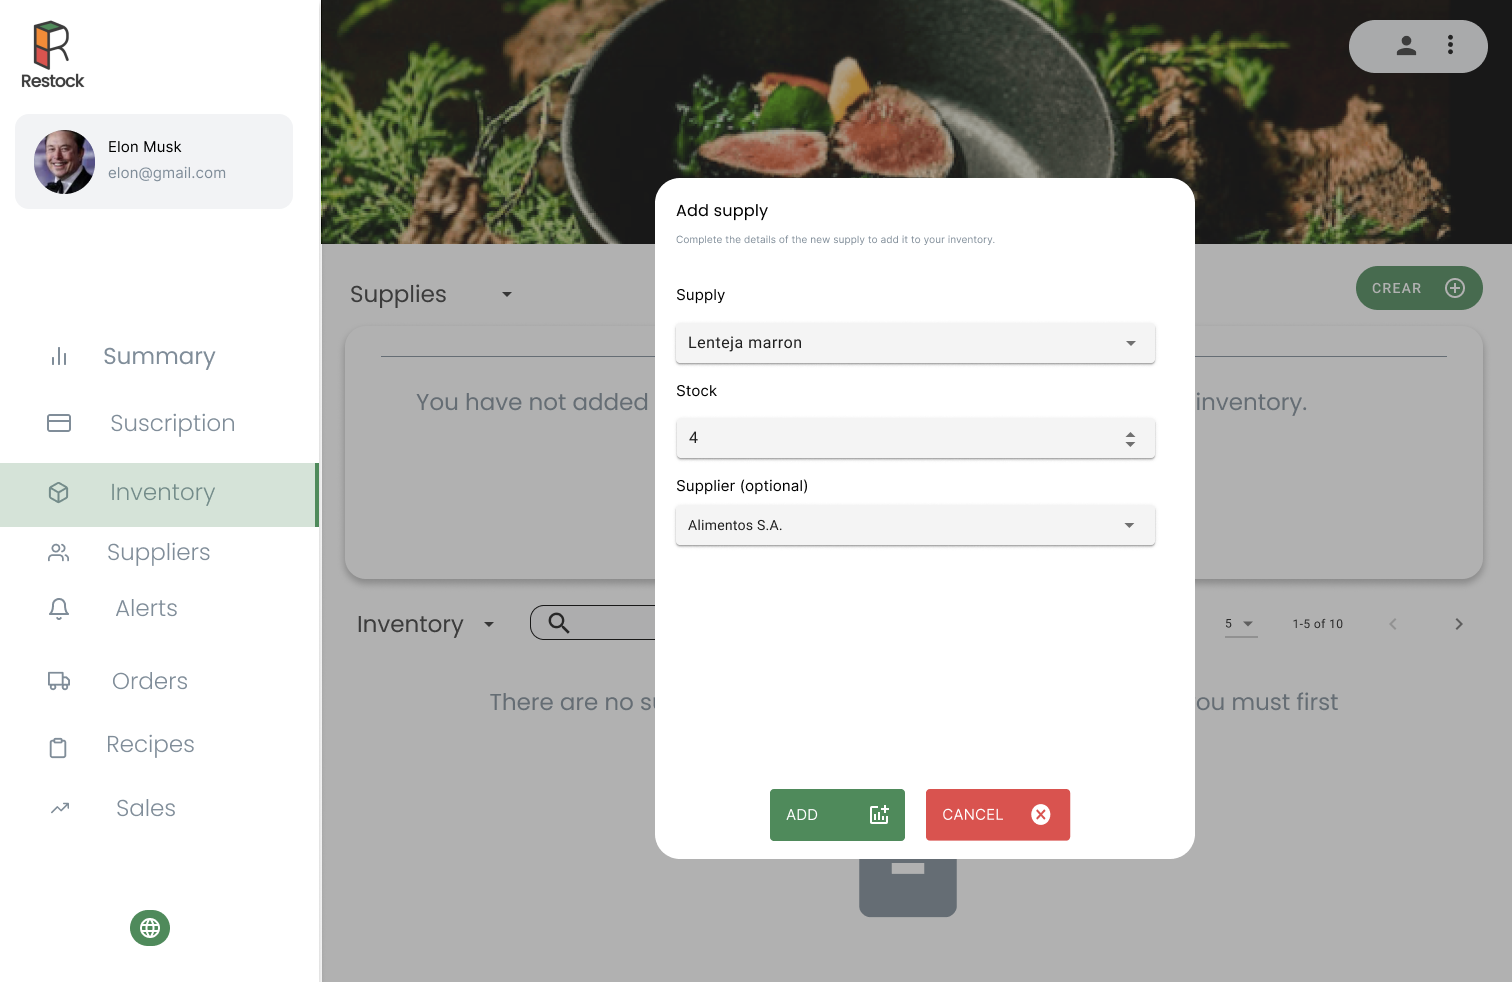 Restock
Elon Musk
elon@gmail.com
Summary
Suscription
Inventory
Suppliers
Alerts
Orders
Recipes
Sales
Supplies
CREAR
You have not added
inventory.
Inventory
5
1-5 of 10
There are no
ou must first
Add supply
Complete the details of the new supply to add it to your inventory.
Supply
Lenteja marron
Stock
4
Supplier (optional)
Alimentos S.A.
ADD
CANCEL